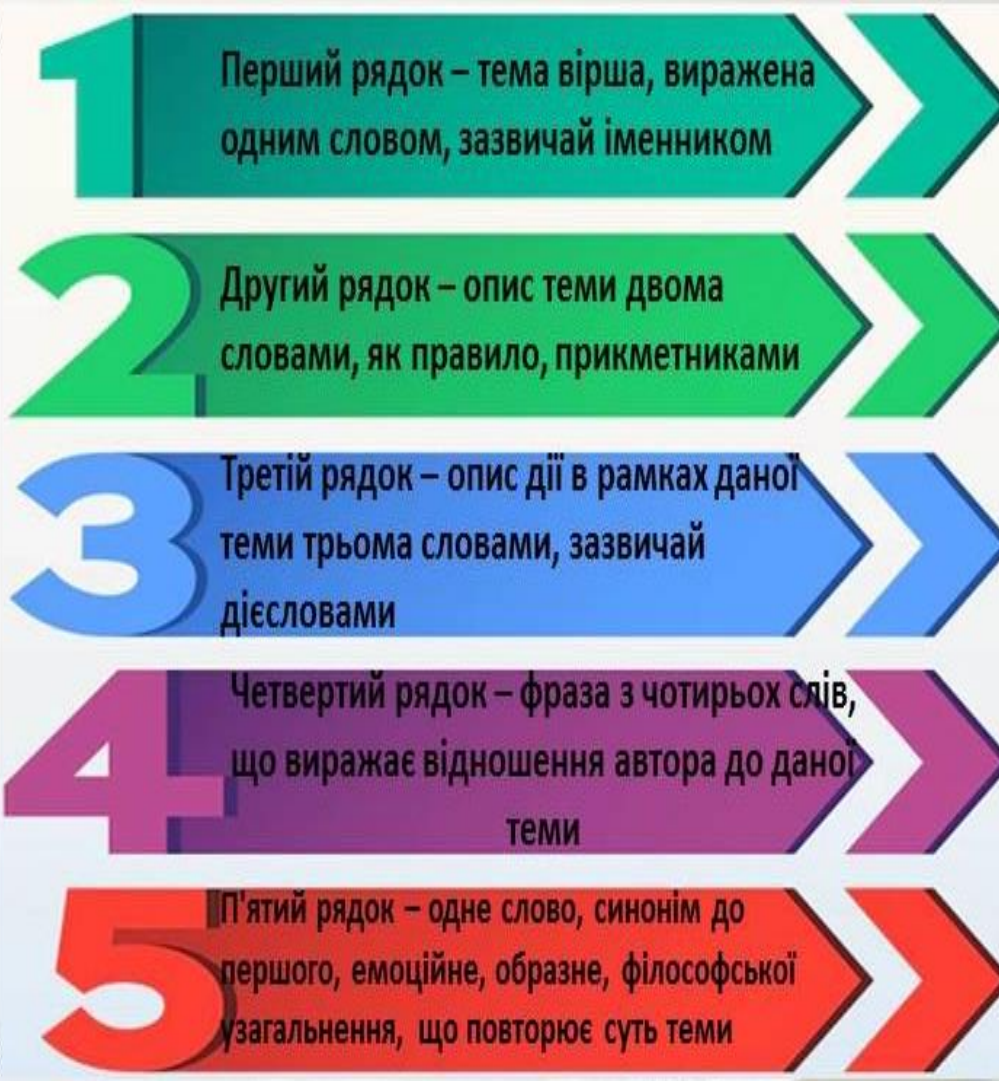 1
Перший рядок – тема вірша, виражена
одним словом, зазвичай іменником
2
Другий рядок – опис теми двома
словами, як правило, прикметниками
3
Третій рядок – опис дії в рамках даної
теми трьома словами, зазвичай
дієсловами
4
Четвертий рядок – фраза з чотирьох слів,
що виражає відношення автора до даної
теми
5
П'ятий рядок – одне слово, синонім до
першого, емоційне, образне, філософської
узагальнення, що повторює суть теми